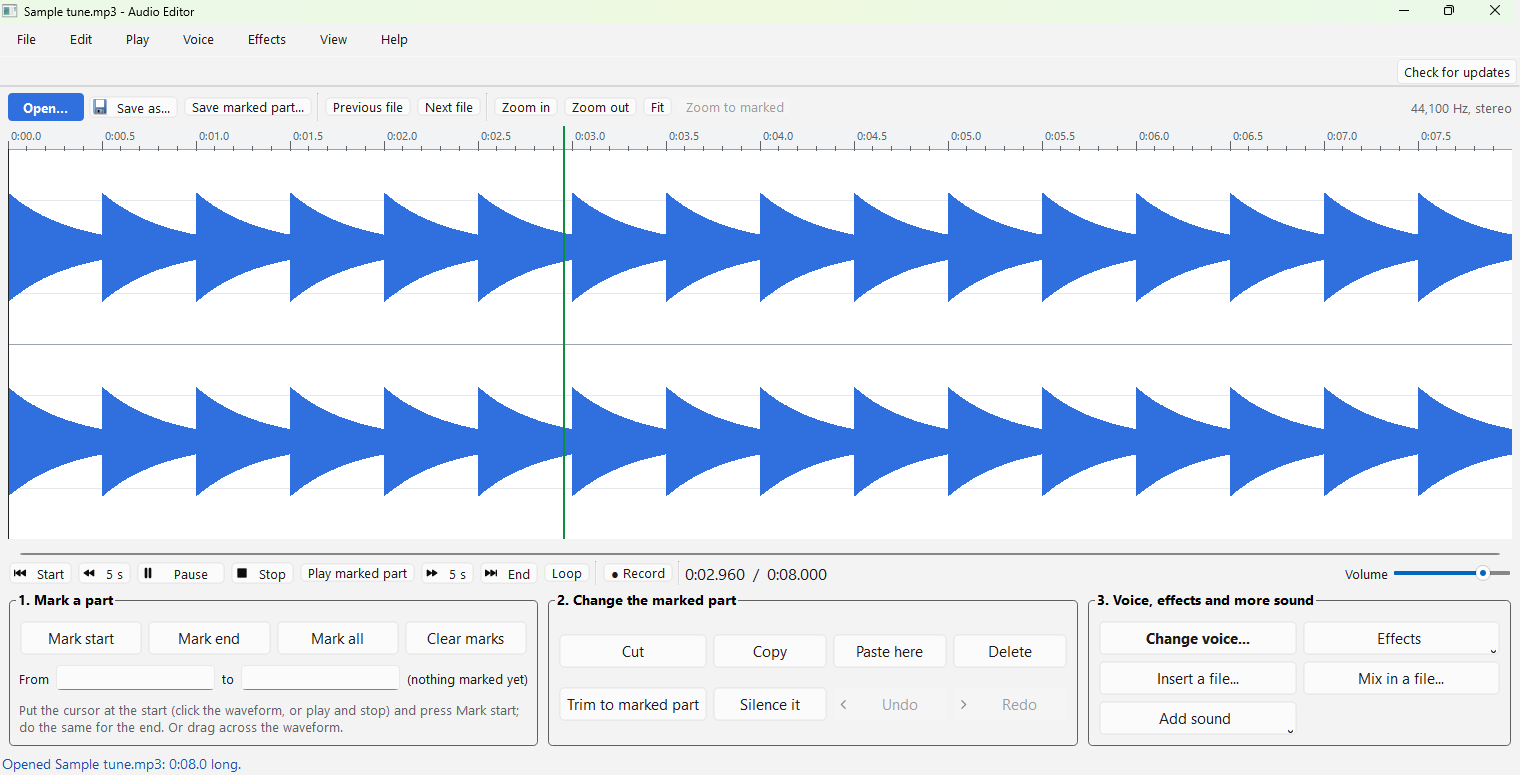 Sample tune.mp3 - Audio Editor
File Edit Play Voice Effects View Help
Check for updates
Open... Save as... Save marked part... Previous file Next file Zoom in Zoom out Fit Zoom to marked 44,100 Hz, stereo
0:00.0 0:00.5 0:01.0 0:01.5 0:02.0 0:02.5 0:03.0 0:03.5 0:04.0 0:04.5 0:05.0 0:05.5 0:06.0 0:06.5 0:07.0 0:07.5
Start 5 s Pause Stop Play marked part 5 s End Loop ● Record 0:02.960 / 0:08.000 Volume
1. Mark a part
Mark start Mark end Mark all Clear marks
From to (nothing marked yet)
Put the cursor at the start (click the waveform, or play and stop) and press Mark start;
do the same for the end. Or drag across the waveform.
2. Change the marked part
Cut Copy Paste here Delete
Trim to marked part Silence it Undo Redo
3. Voice, effects and more sound
Change voice... Effects
Insert a file... Mix in a file...
Add sound
Opened Sample tune.mp3: 0:08.0 long.